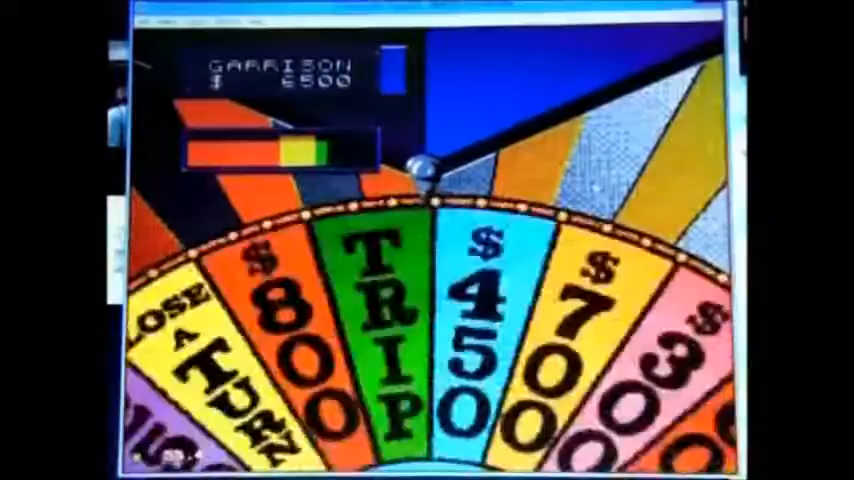 GARRISON
$ 6500
LOSE A TURN
$800
TRIP
$450
$700
$300